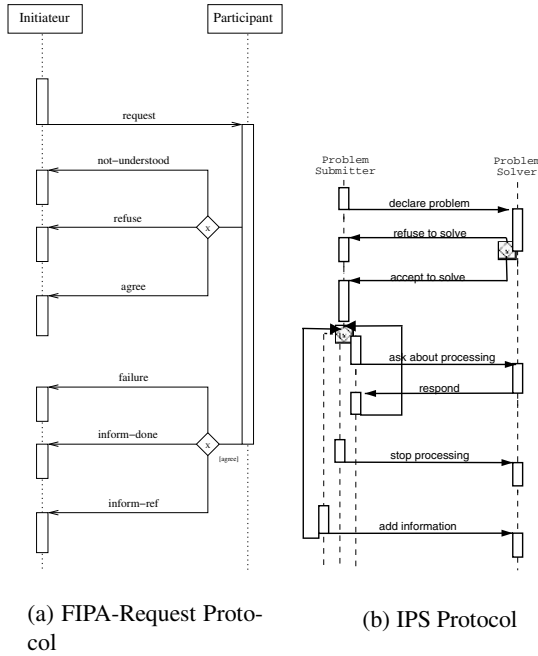 Initiateur
Participant
request
not-understood
refuse
x
agree
failure
inform-done
x
[agree]
inform-ref
(a) FIPA-Request Proto-
col
Problem
Submitter
Problem
Solver
declare problem
refuse to solve
accept to solve
ask about processing
respond
stop processing
add information
(b) IPS Protocol